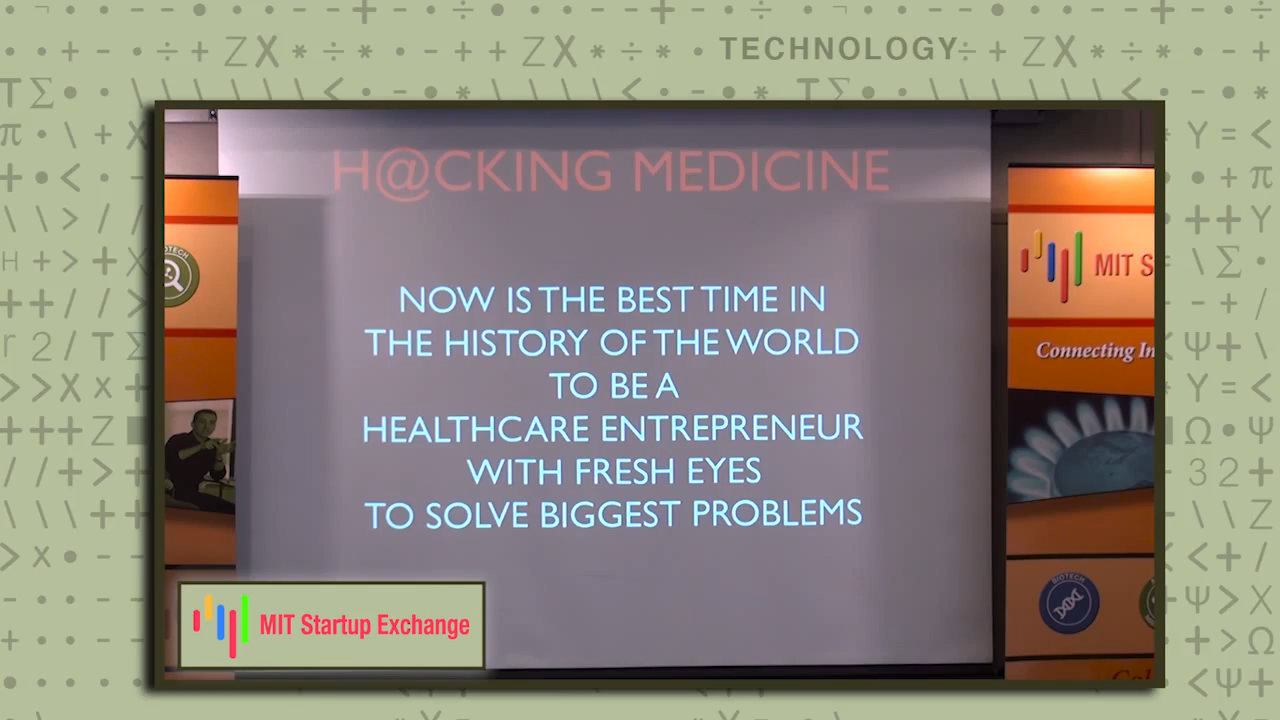 TECHNOLOGY
H@CKING MEDICINE
NOW IS THE BEST TIME IN
THE HISTORY OF THE WORLD
TO BE A
HEALTHCARE ENTREPRENEUR
WITH FRESH EYES
TO SOLVE BIGGEST PROBLEMS
MIT S
Connecting In
BIOTECH
MIT Startup Exchange